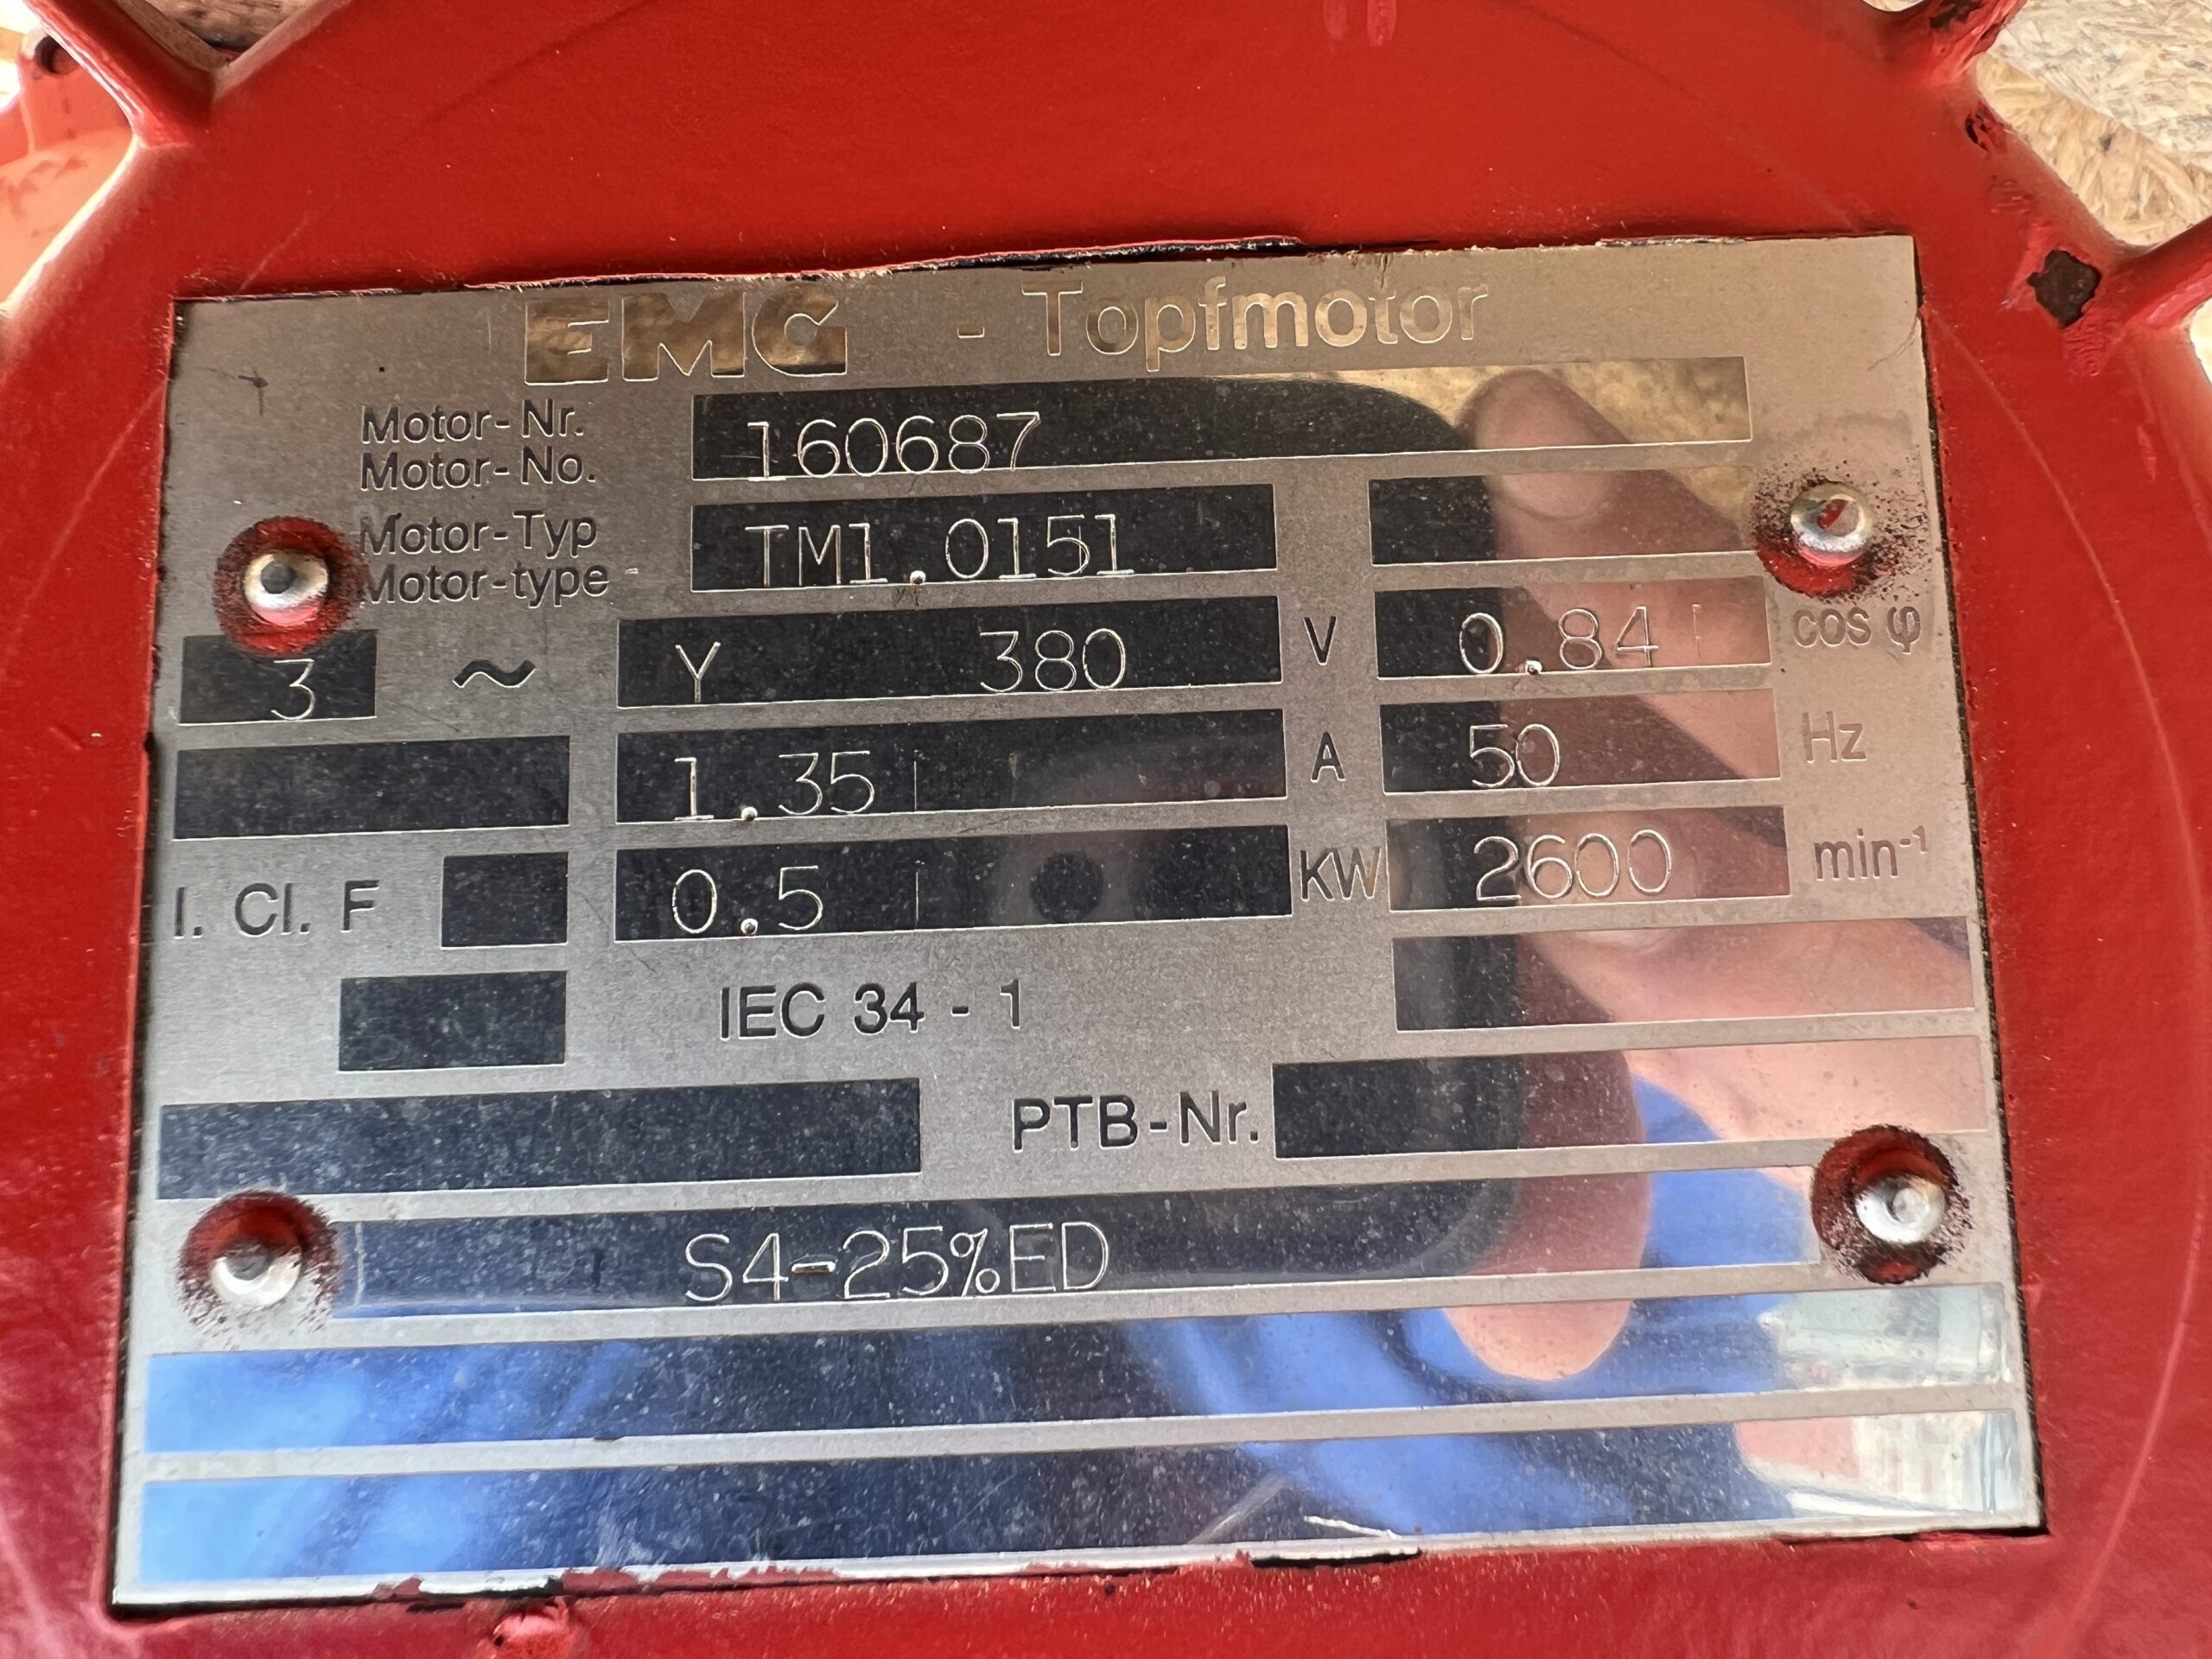 EMG - Topfmotor
Motor-Nr.
Motor-No. 160687
Motor-Typ
Motor-type TM1.0151
3 ~ Y 380 V 0.84 cos φ
1.35 A 50 Hz
I. Cl. F 0.5 KW 2600 min⁻¹
IEC 34 - 1
PTB-Nr.
S4-25%ED